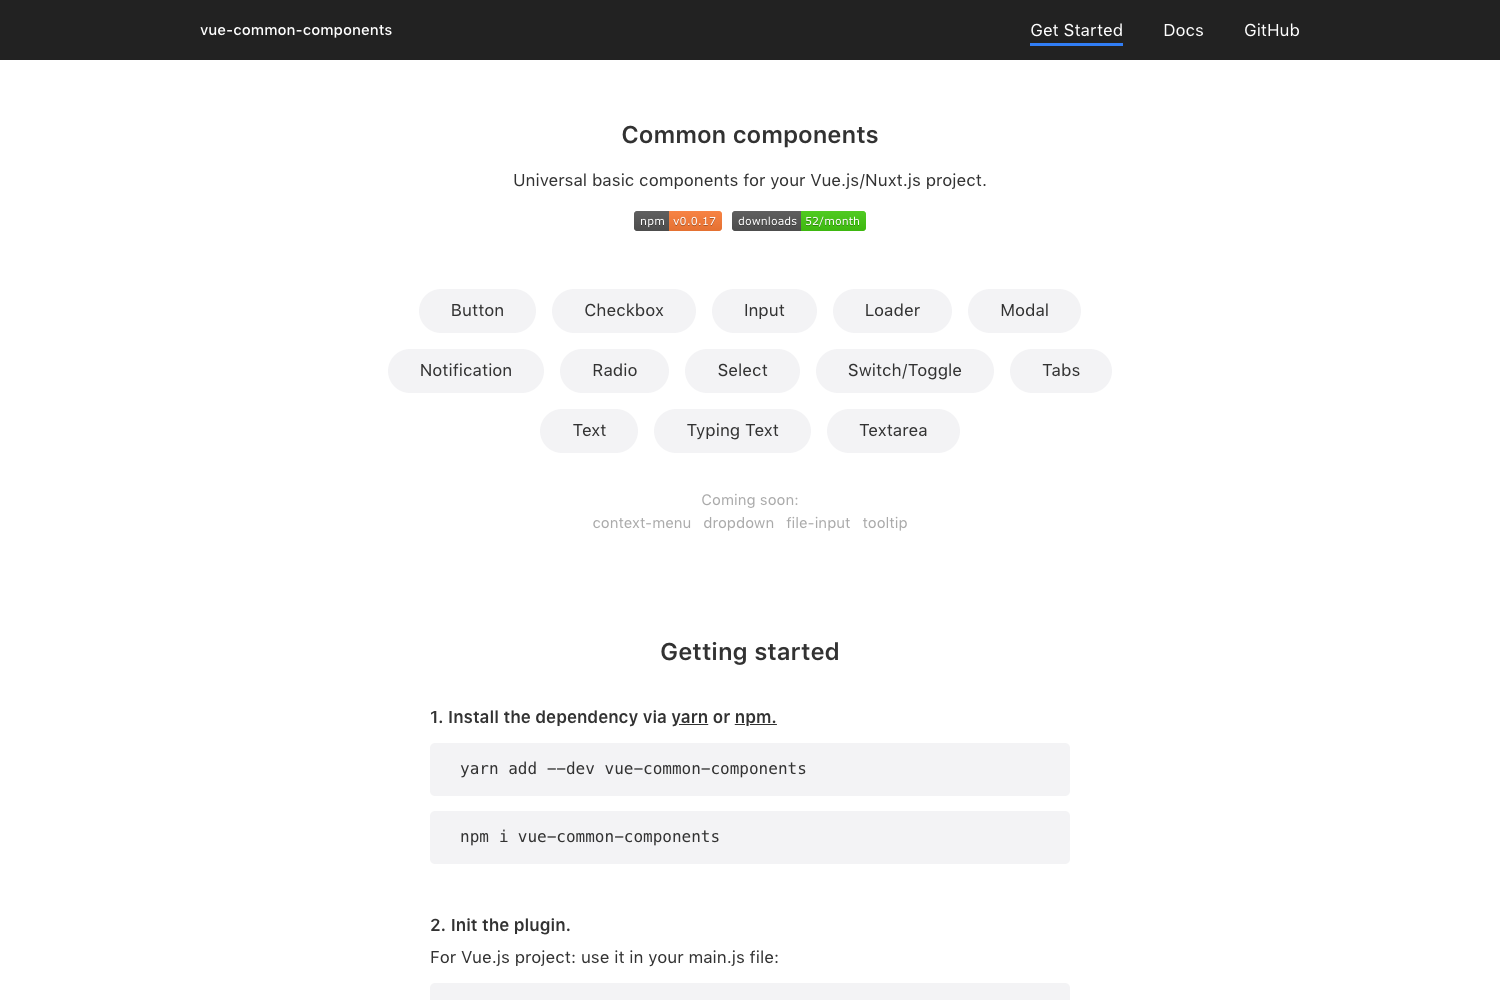 vue-common-components
Get Started Docs GitHub
Common components
Universal basic components for your Vue.js/Nuxt.js project.
npm v0.0.17 downloads 52/month
Button Checkbox Input Loader Modal
Notification Radio Select Switch/Toggle Tabs
Text Typing Text Textarea
Coming soon:
context-menu dropdown file-input tooltip
Getting started
1. Install the dependency via yarn or npm.
yarn add --dev vue-common-components
npm i vue-common-components
2. Init the plugin.
For Vue.js project: use it in your main.js file: